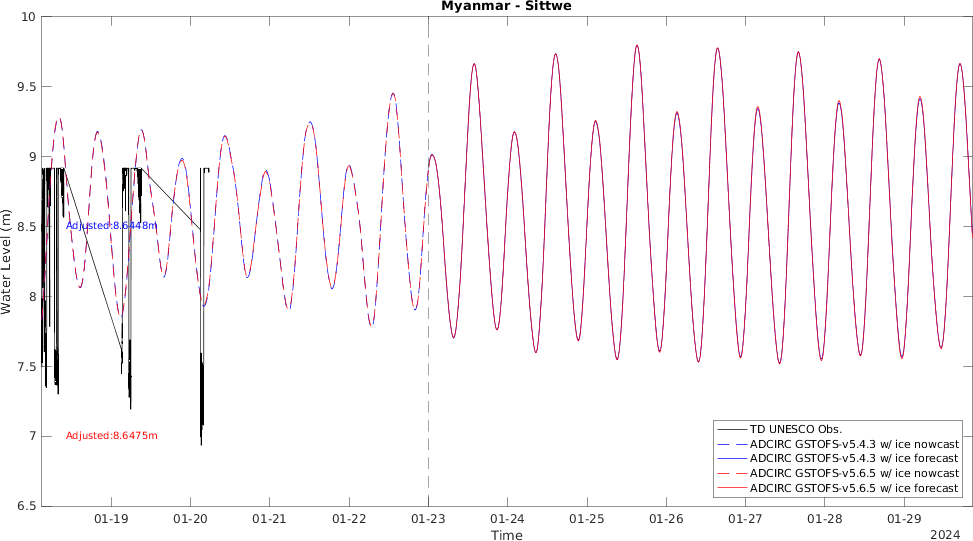 Myanmar - Sittwe
10
9.5
9
8.5
8
7.5
7
6.5
Water Level (m)
Adjusted:8.6448m
Adjusted:8.6475m
TD UNESCO Obs.
ADCIRC GSTOFS-v5.4.3 w/ ice nowcast
ADCIRC GSTOFS-v5.4.3 w/ ice forecast
ADCIRC GSTOFS-v5.6.5 w/ ice nowcast
ADCIRC GSTOFS-v5.6.5 w/ ice forecast
01-19 01-20 01-21 01-22 01-23 01-24 01-25 01-26 01-27 01-28 01-29
Time
2024